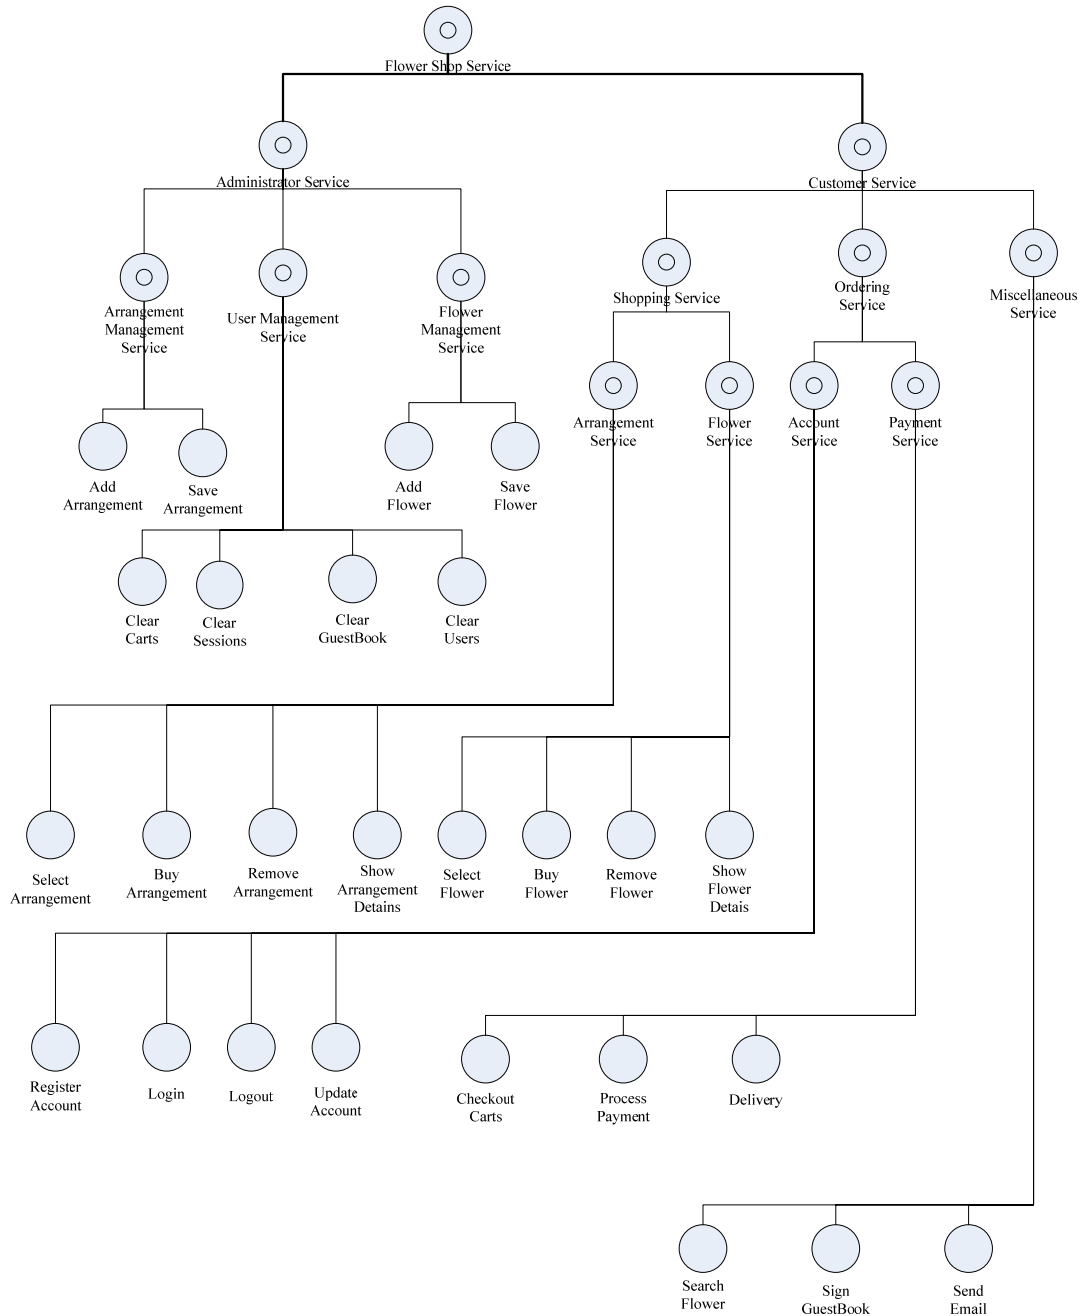 Flower Shop Service
Administrator Service
Customer Service
Arrangement
Management
Service
User Management
Service
Flower
Management
Service
Shopping Service
Ordering
Service
Miscellaneous
Service
Arrangement
Service
Flower
Service
Account
Service
Payment
Service
Add
Arrangement
Save
Arrangement
Add
Flower
Save
Flower
Clear
Carts
Clear
Sessions
Clear
GuestBook
Clear
Users
Select
Arrangement
Buy
Arrangement
Remove
Arrangement
Show
Arrangement
Detains
Select
Flower
Buy
Flower
Remove
Flower
Show
Flower
Detais
Register
Account
Login
Logout
Update
Account
Checkout
Carts
Process
Payment
Delivery
Search
Flower
Sign
GuestBook
Send
Email